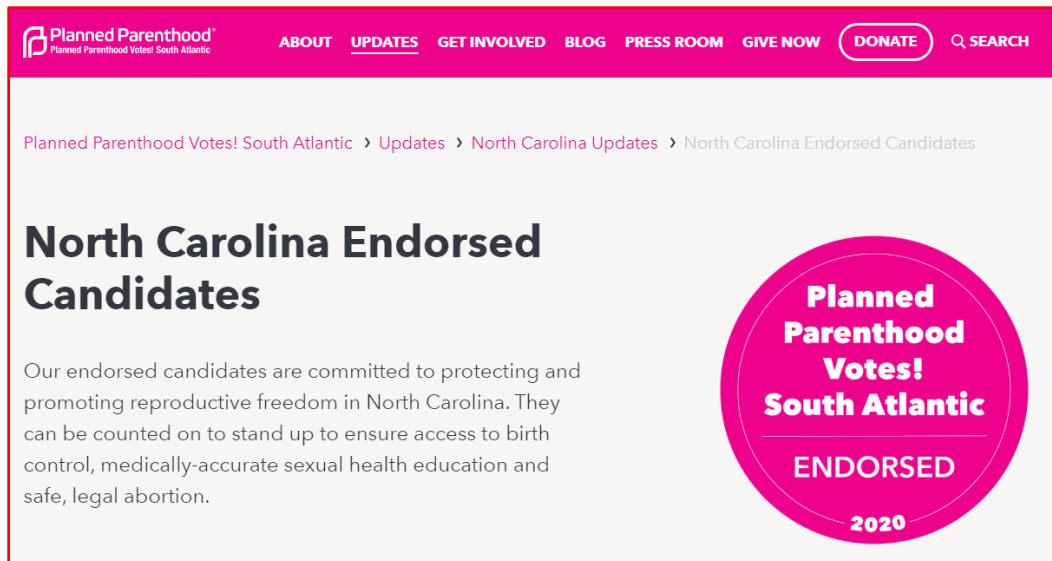 Planned Parenthood®
Planned Parenthood Votes! South Atlantic
ABOUT UPDATES GET INVOLVED BLOG PRESS ROOM GIVE NOW DONATE SEARCH
Planned Parenthood Votes! South Atlantic › Updates › North Carolina Updates › North Carolina Endorsed Candidates
North Carolina Endorsed
Candidates
Our endorsed candidates are committed to protecting and
promoting reproductive freedom in North Carolina. They
can be counted on to stand up to ensure access to birth
control, medically-accurate sexual health education and
safe, legal abortion.
Planned
Parenthood
Votes!
South Atlantic
ENDORSED
2020